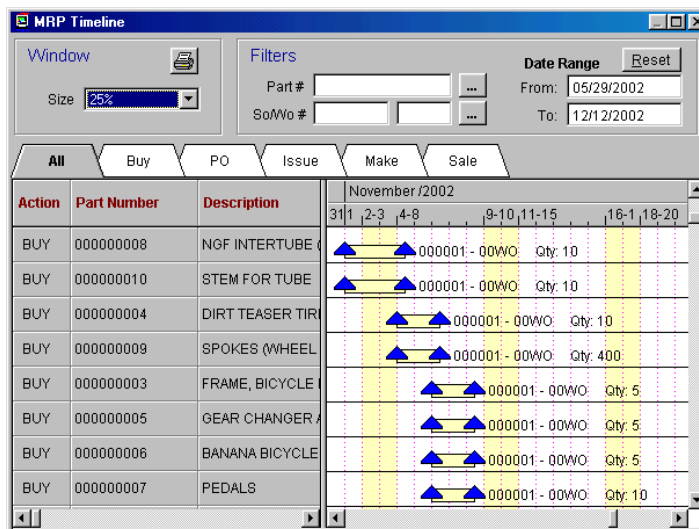 MRP Timeline
Window
Size 25%
Filters
Part #
...
So/Wo #
...
Date Range
Reset
From: 05/29/2002
To: 12/12/2002
All Buy PO Issue Make Sale
Action Part Number Description
November /2002
31 1 2-3 4-8 9-10 11-15 16-1 18-20
BUY 000000008 NGF INTERTUBE ( 000001 - 00WO Qty: 10
BUY 000000010 STEM FOR TUBE 000001 - 00WO Qty: 10
BUY 000000004 DIRT TEASER TIR 000001 - 00WO Qty: 10
BUY 000000009 SPOKES (WHEEL 000001 - 00WO Qty: 400
BUY 000000003 FRAME, BICYCLE 000001 - 00WO Qty: 5
BUY 000000005 GEAR CHANGER 000001 - 00WO Qty: 5
BUY 000000006 BANANA BICYCLE 000001 - 00WO Qty: 5
BUY 000000007 PEDALS 000001 - 00WO Qty: 10